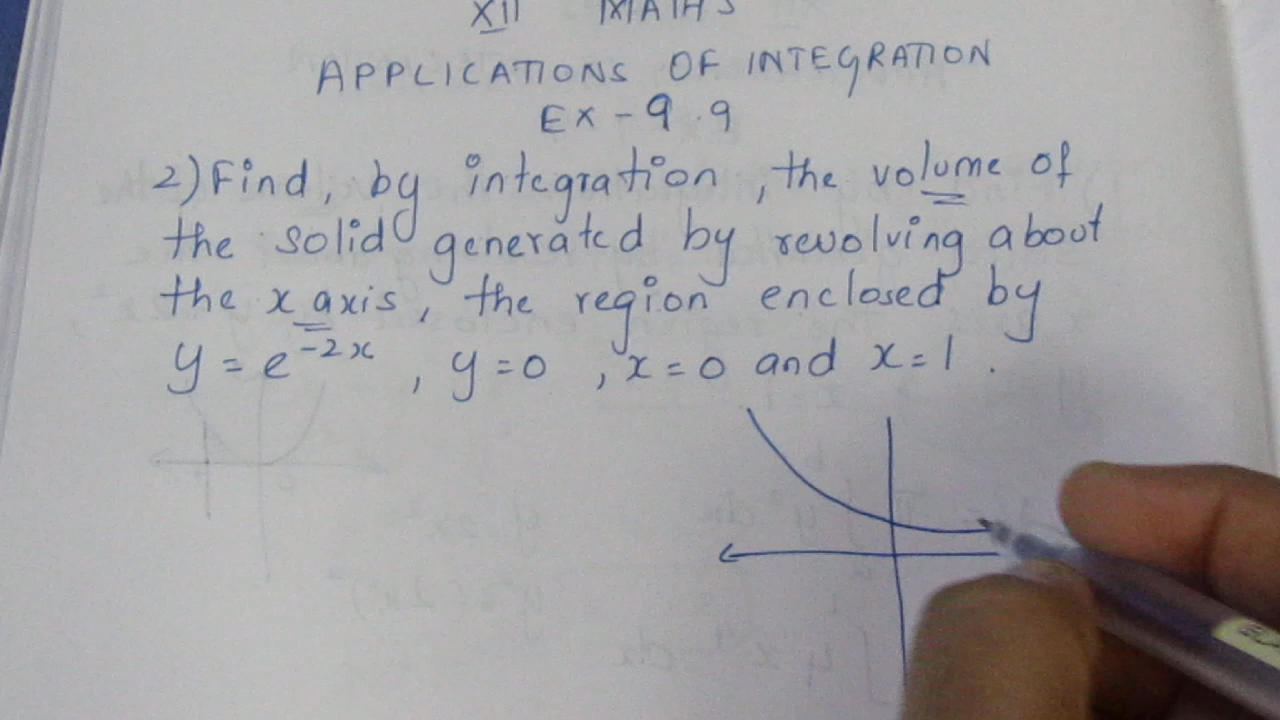 XII MATHS
APPLICATIONS OF INTEGRATION
EX - 9.9
2) Find, by integration, the volume of
the solid generated by revolving about
the x axis, the region enclosed by
y = e^{-2x}, y = 0, x = 0 and x = 1.